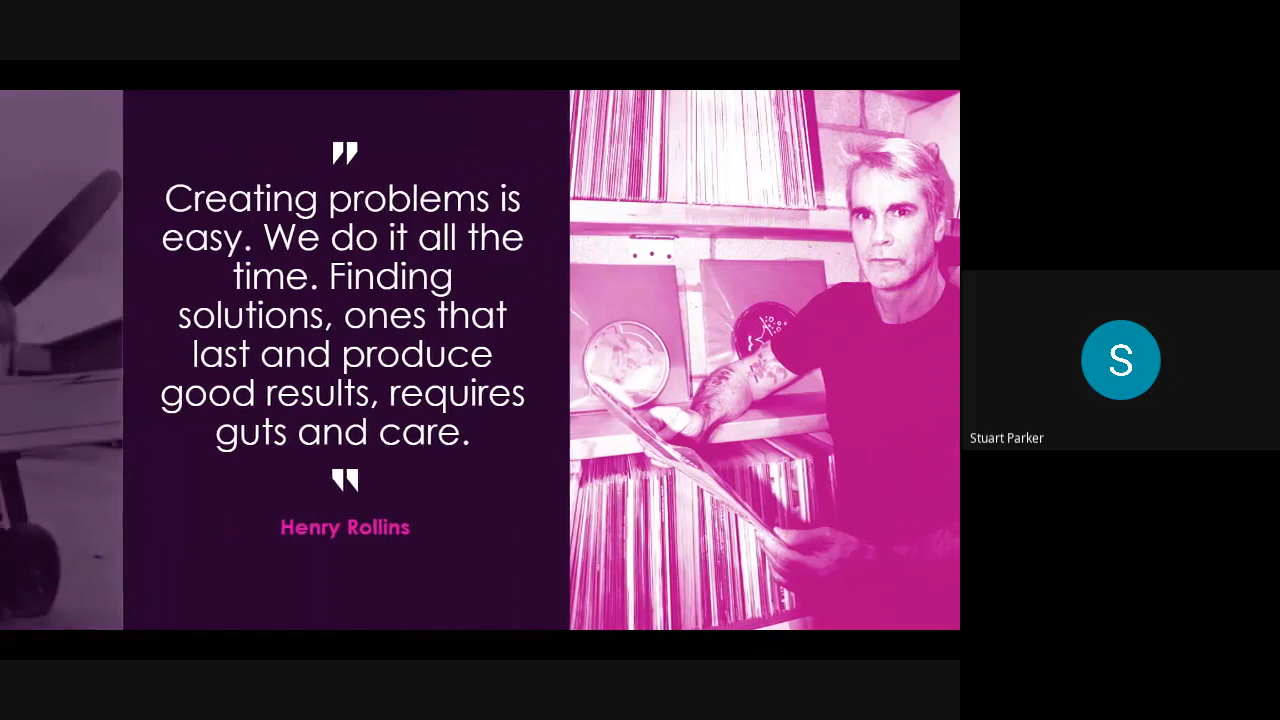 "
Creating problems is
easy. We do it all the
time. Finding
solutions, ones that
last and produce
good results, requires
guts and care.
"
Henry Rollins
S
Stuart Parker